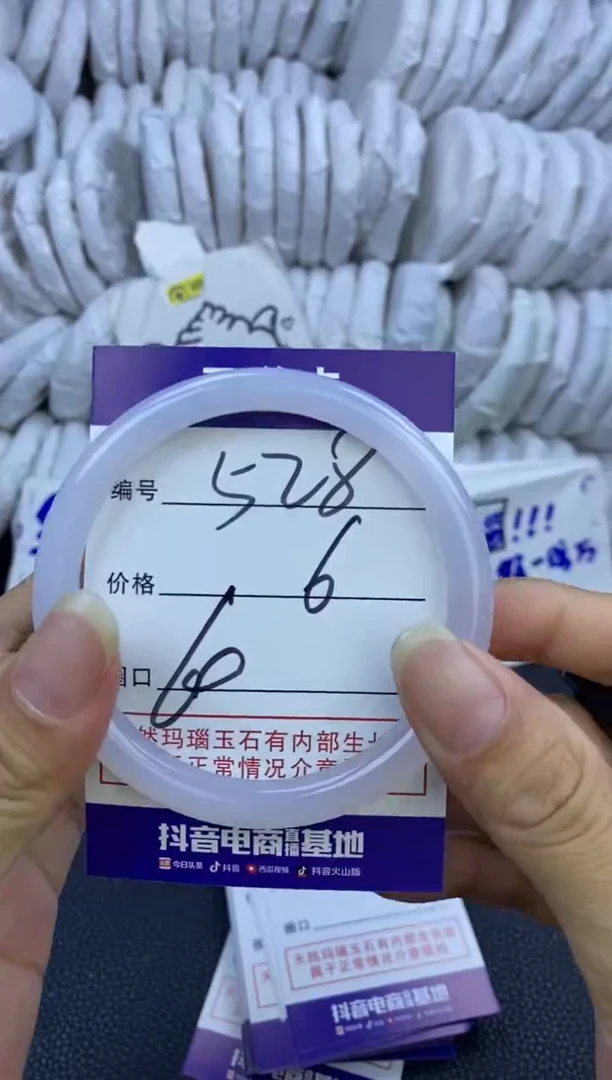 编号 528
价格 6
圈口 60
然玛瑙玉石有内部生
正常情况介意
抖音电商直播基地
今日头条 抖音 西瓜视频 抖音火山版
!!!
圈口
天然玛瑙玉石有内部生长纹
属于正常情况介意慎拍
抖音电商直播基地